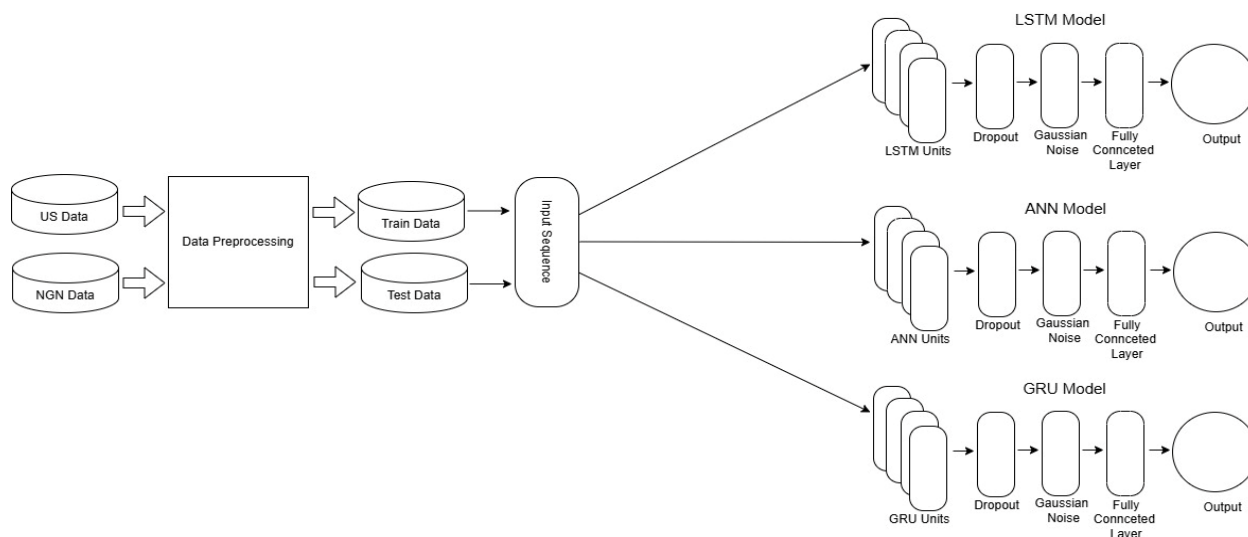 US Data
NGN Data
Data Preprocessing
Train Data
Test Data
Input Sequence
LSTM Model
LSTM Units
Dropout
Gaussian
Noise
Fully
Connceted
Layer
Output
ANN Model
ANN Units
Dropout
Gaussian
Noise
Fully
Connceted
Layer
Output
GRU Model
GRU Units
Dropout
Gaussian
Noise
Fully
Connceted
Layer
Output